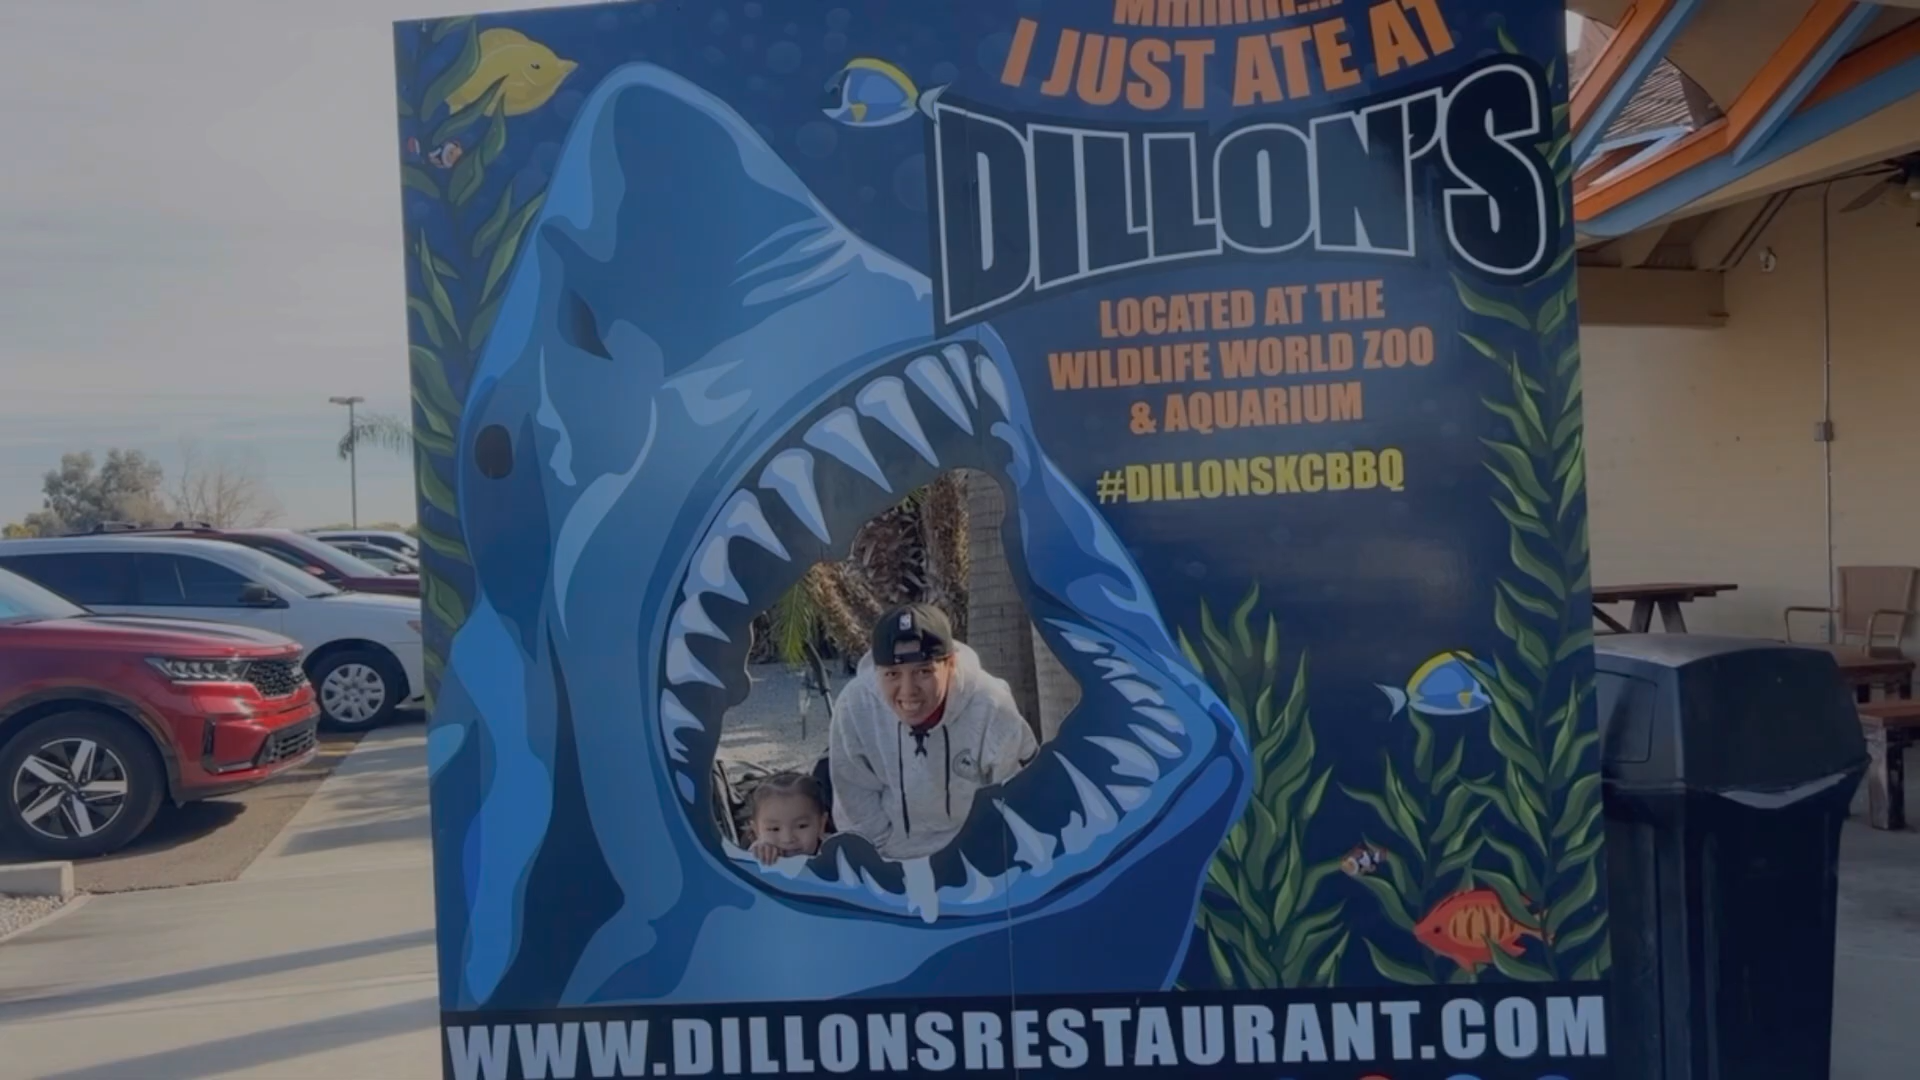 I JUST ATE AT
DILLON'S
LOCATED AT THE
WILDLIFE WORLD ZOO
& AQUARIUM
#DILLONSKCBBQ
WWW.DILLONSRESTAURANT.COM